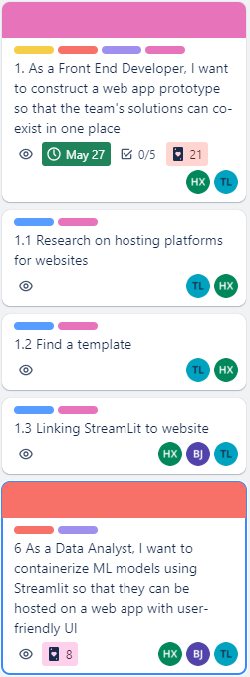 1. As a Front End Developer, I want
to construct a web app prototype
so that the team's solutions can co-
exist in one place
May 27 0/5 21
HX TL
1.1 Research on hosting platforms
for websites
TL HX
1.2 Find a template
TL HX
1.3 Linking StreamLit to website
HX BJ TL
6 As a Data Analyst, I want to
containerize ML models using
Streamlit so that they can be
hosted on a web app with user-
friendly UI
8 HX BJ TL